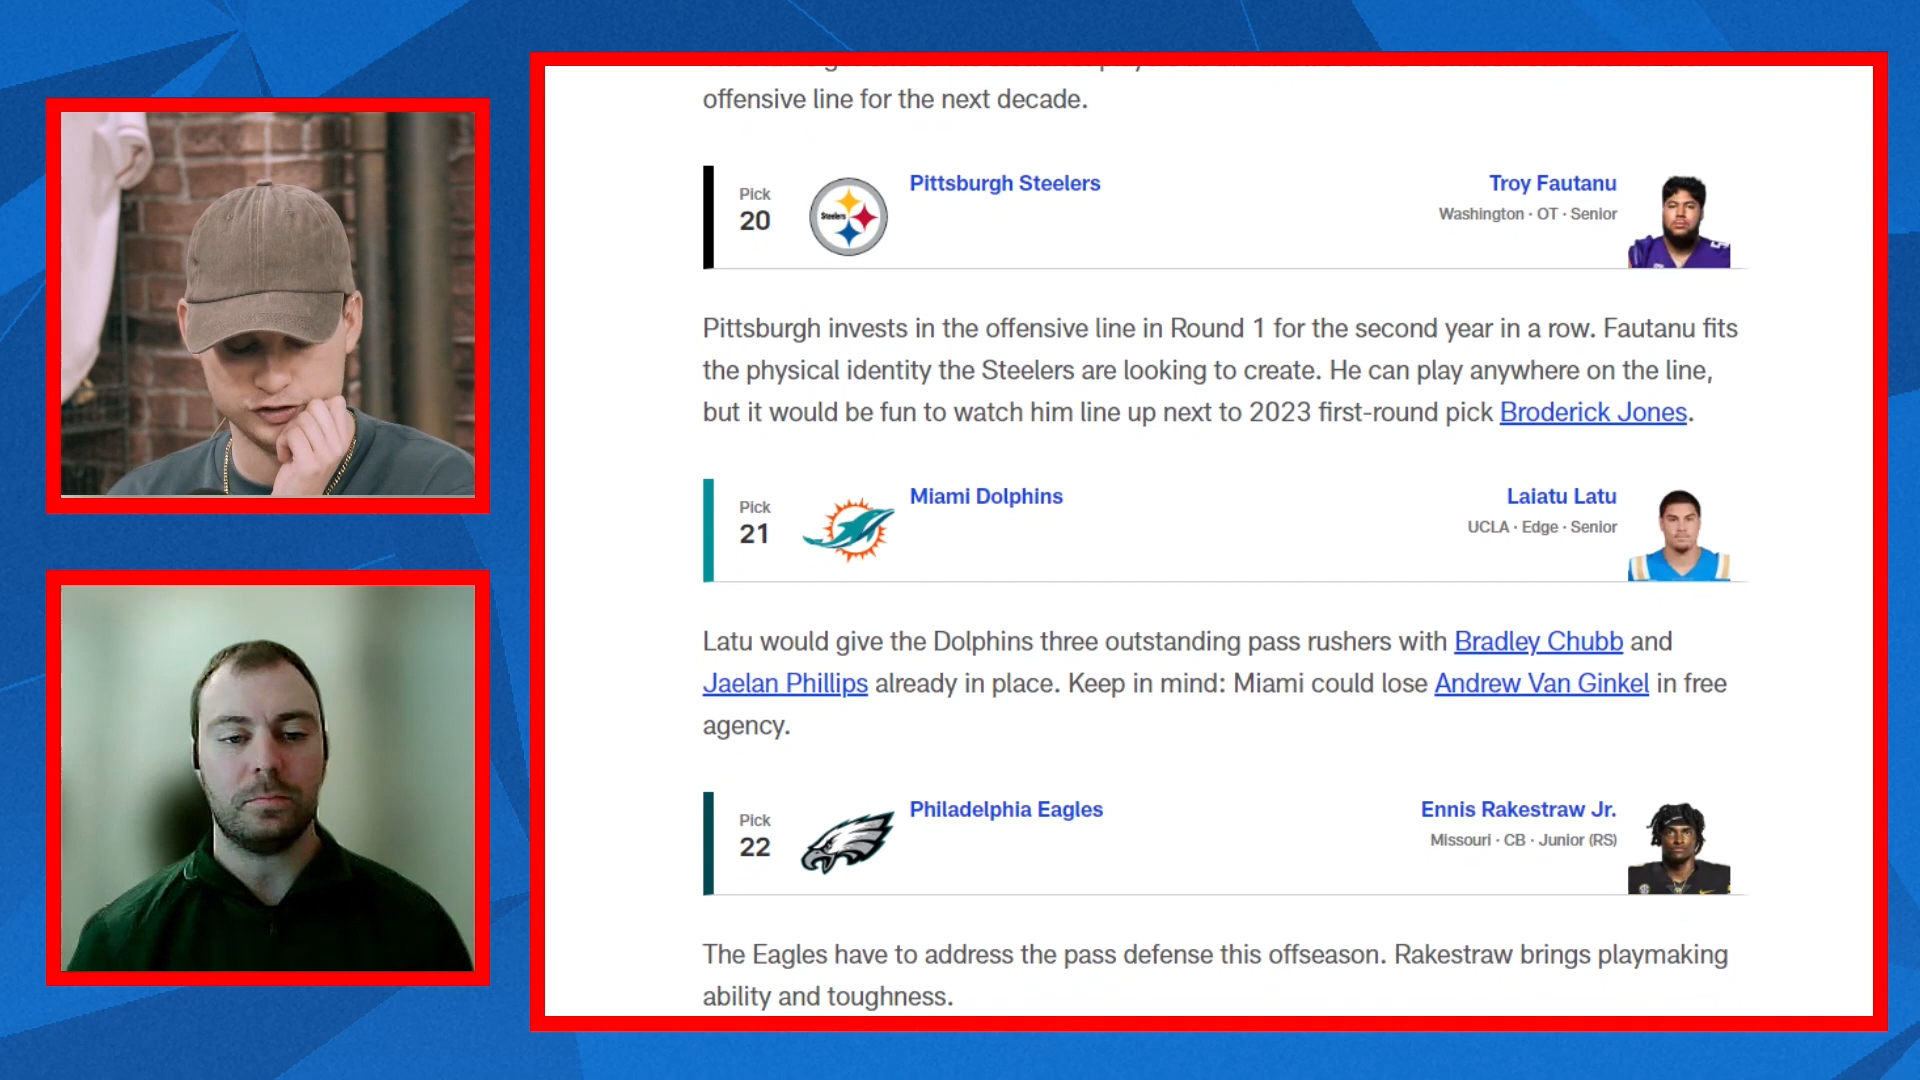 offensive line for the next decade.
Pick
20
Steelers
Pittsburgh Steelers
Troy Fautanu
Washington · OT · Senior
Pittsburgh invests in the offensive line in Round 1 for the second year in a row. Fautanu fits
the physical identity the Steelers are looking to create. He can play anywhere on the line,
but it would be fun to watch him line up next to 2023 first-round pick Broderick Jones.
Pick
21
Miami Dolphins
Laiatu Latu
UCLA · Edge · Senior
Latu would give the Dolphins three outstanding pass rushers with Bradley Chubb and
Jaelan Phillips already in place. Keep in mind: Miami could lose Andrew Van Ginkel in free
agency.
Pick
22
Philadelphia Eagles
Ennis Rakestraw Jr.
Missouri · CB · Junior (RS)
The Eagles have to address the pass defense this offseason. Rakestraw brings playmaking
ability and toughness.